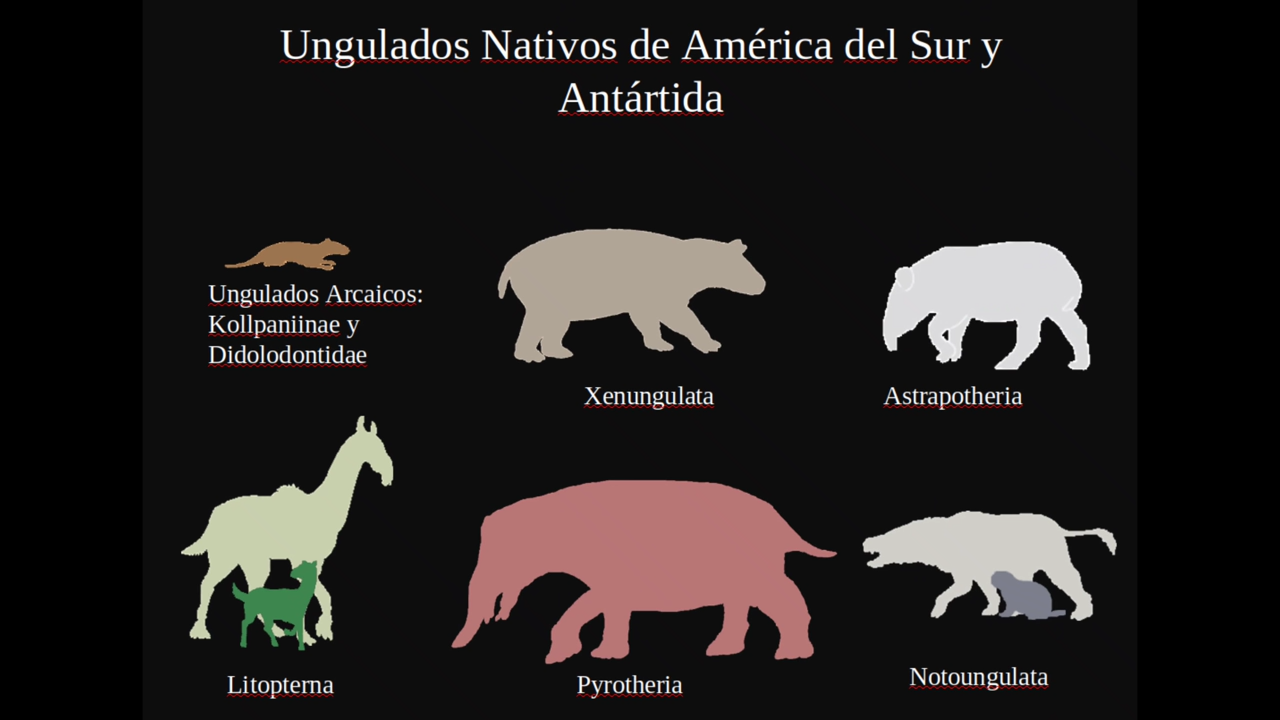 Ungulados Nativos de América del Sur y
Antártida
Ungulados Arcaicos:
Kollpaniinae y
Didolodontidae
Xenungulata
Astrapotheria
Litopterna
Pyrotheria
Notoungulata